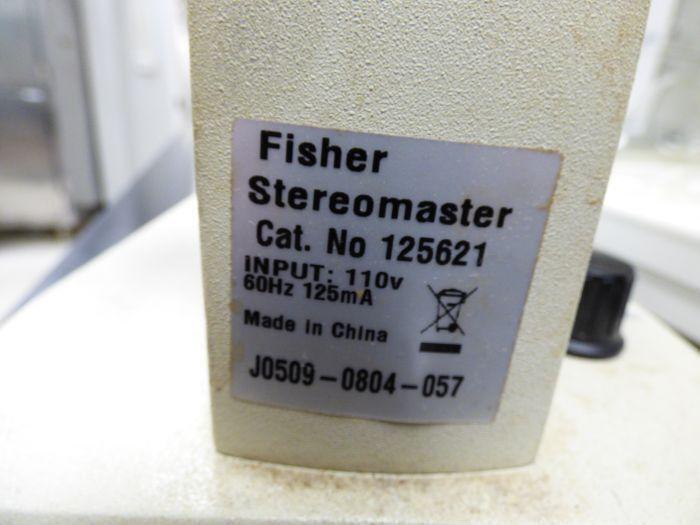 Fisher
Stereomaster
Cat. No 125621
iNPUT: 110v
60Hz 125mA
Made in China
J0509-0804-057